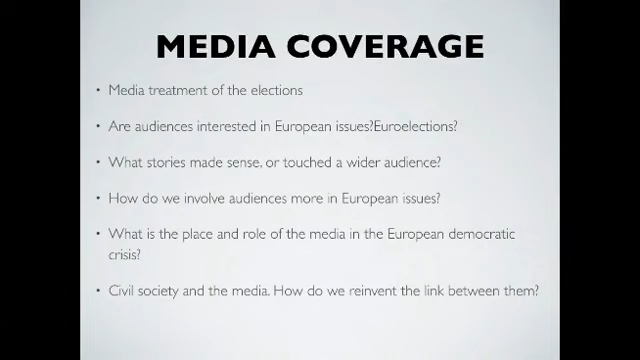 MEDIA COVERAGE
• Media treatment of the elections
• Are audiences interested in European issues?Euroelections?
• What stories made sense, or touched a wider audience?
• How do we involve audiences more in European issues?
• What is the place and role of the media in the European democratic
crisis?
• Civil society and the media. How do we reinvent the link between them?